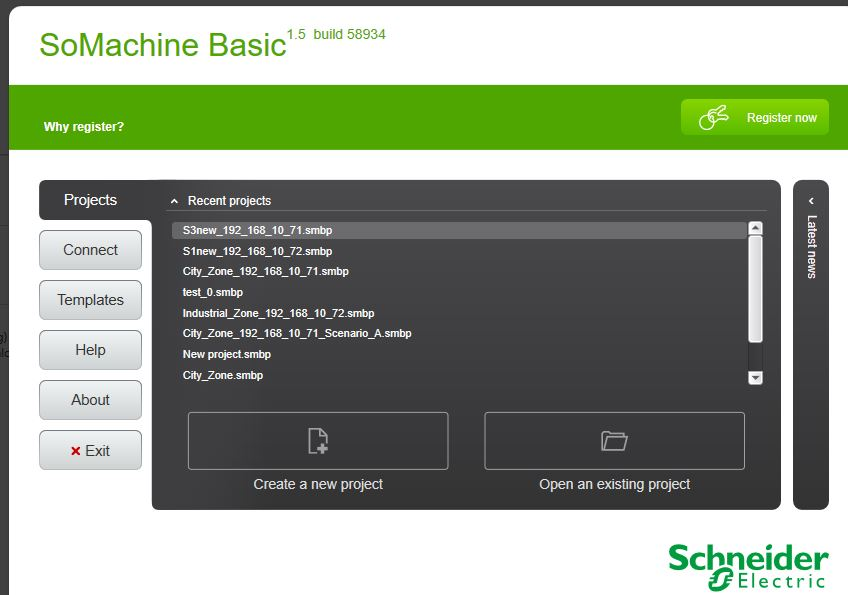 SoMachine Basic 1.5 build 58934
Why register?
Register now
Projects
Connect
Templates
Help
About
Exit
Recent projects
S3new_192_168_10_71.smbp
S1new_192_168_10_72.smbp
City_Zone_192_168_10_71.smbp
test_0.smbp
Industrial_Zone_192_168_10_72.smbp
City_Zone_192_168_10_71_Scenario_A.smbp
New project.smbp
City_Zone.smbp
Create a new project
Open an existing project
Latest news
Schneider
Electric